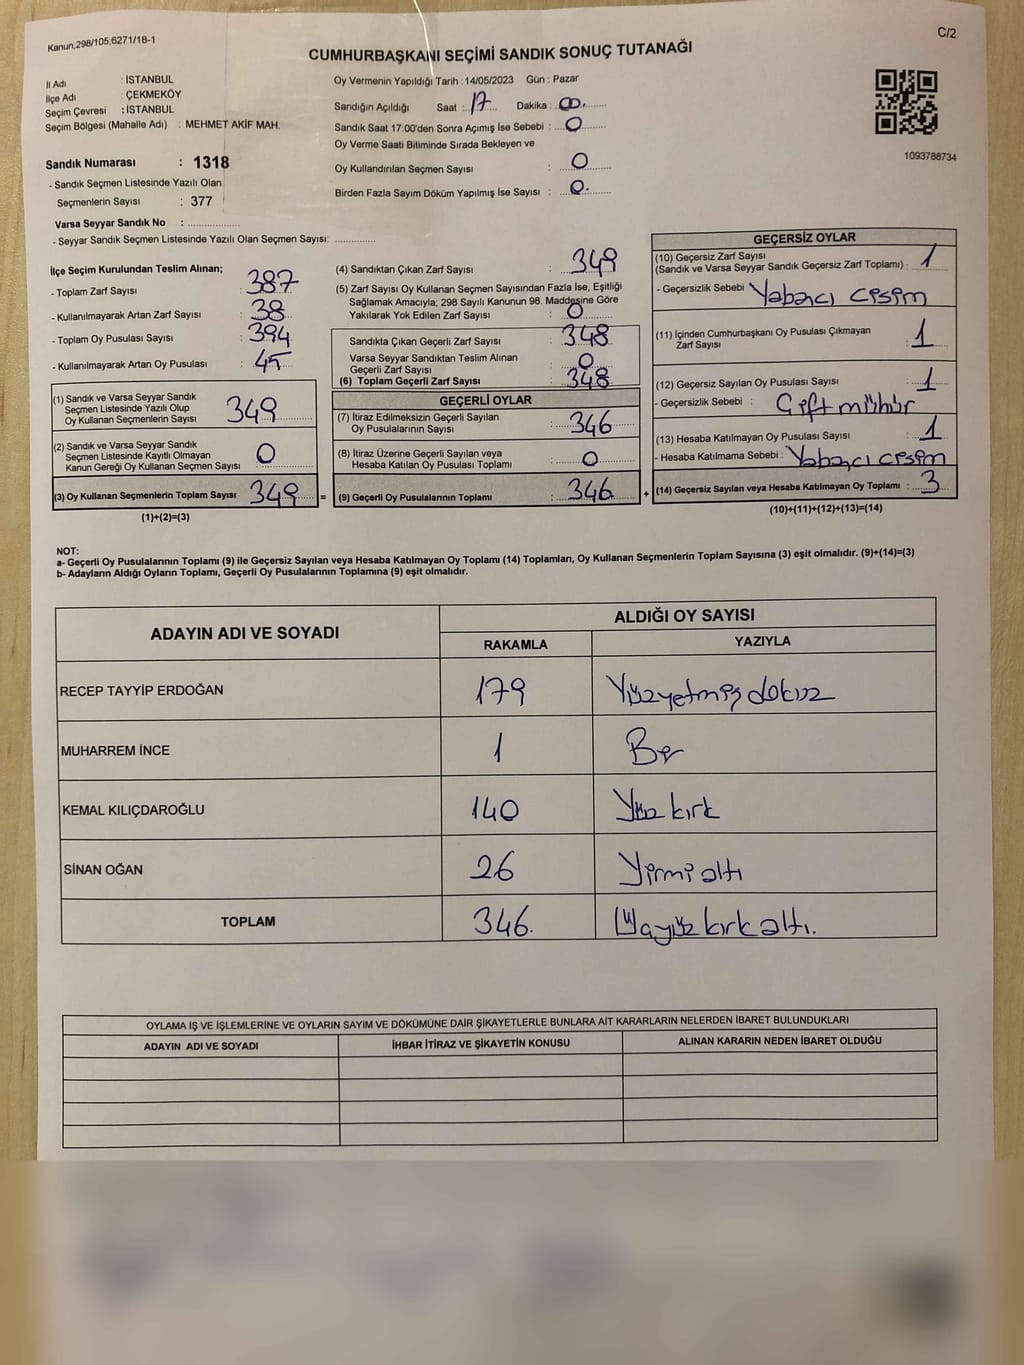 Kanun;298/105,6271/18-1
C/2
CUMHURBAŞKANI SEÇİMİ SANDIK SONUÇ TUTANAĞI
İl Adı : İSTANBUL
İlçe Adı : ÇEKMEKÖY
Seçim Çevresi : İSTANBUL
Seçim Bölgesi (Mahalle Adı) : MEHMET AKİF MAH.
Sandık Numarası : 1318
- Sandık Seçmen Listesinde Yazılı Olan
Seçmenlerin Sayısı : 377
Varsa Seyyar Sandık No : ..................
- Seyyar Sandık Seçmen Listesinde Yazılı Olan Seçmen Sayısı: ..............
Oy Vermenin Yapıldığı Tarih : 14/05/2023 Gün : Pazar
Sandığın Açıldığı Saat : 17 Dakika : 00
Sandık Saat 17:00'den Sonra Açımış İse Sebebi : 0
Oy Verme Saati Bitiminde Sırada Bekleyen ve
Oy Kullandırılan Seçmen Sayısı : 0
Birden Fazla Sayım Döküm Yapılmış İse Sayısı : 0
1093788734
İlçe Seçim Kurulundan Teslim Alınan;
- Toplam Zarf Sayısı : 387
- Kullanılmayarak Artan Zarf Sayısı : 38
- Toplam Oy Pusulası Sayısı : 394
- Kullanılmayarak Artan Oy Pusulası : 45
(1) Sandık ve Varsa Seyyar Sandık
Seçmen Listesinde Yazılı Olup
Oy Kullanan Seçmenlerin Sayısı : 349
(2) Sandık ve Varsa Seyyar Sandık
Seçmen Listesinde Kayıtlı Olmayan
Kanun Gereği Oy Kullanan Seçmen Sayısı : 0
(3) Oy Kullanan Seçmenlerin Toplam Sayısı : 349 =
(1)+(2)=(3)
(4) Sandıktan Çıkan Zarf Sayısı : 349
(5) Zarf Sayısı Oy Kullanan Seçmen Sayısından Fazla İse, Eşitliği
Sağlamak Amacıyla; 298 Sayılı Kanunun 98. Maddesine Göre
Yakılarak Yok Edilen Zarf Sayısı : 0
Sandıkta Çıkan Geçerli Zarf Sayısı : 348
Varsa Seyyar Sandıktan Teslim Alınan
Geçerli Zarf Sayısı : 0
(6) Toplam Geçerli Zarf Sayısı : 348
GEÇERLİ OYLAR
(7) İtiraz Edilmeksizin Geçerli Sayılan
Oy Pusulalarının Sayısı : 346
(8) İtiraz Üzerine Geçerli Sayılan veya
Hesaba Katılan Oy Pusulası Toplamı : 0
(9) Geçerli Oy Pusulalarının Toplamı : 346 +
GEÇERSİZ OYLAR
(10) Geçersiz Zarf Sayısı
(Sandık ve Varsa Seyyar Sandık Geçersiz Zarf Toplamı) : 1
- Geçersizlik Sebebi : Yabancı cisim
(11) İçinden Cumhurbaşkanı Oy Pusulası Çıkmayan
Zarf Sayısı : 1
(12) Geçersiz Sayılan Oy Pusulası Sayısı : 1
- Geçersizlik Sebebi : Çift mühür
(13) Hesaba Katılmayan Oy Pusulası Sayısı : 1
- Hesaba Katılmama Sebebi : Yabancı cisim
(14) Geçersiz Sayılan veya Hesaba Katılmayan Oy Toplamı : 3
(10)+(11)+(12)+(13)=(14)
NOT:
a- Geçerli Oy Pusulalarının Toplamı (9) ile Geçersiz Sayılan veya Hesaba Katılmayan Oy Toplamı (14) Toplamları, Oy Kullanan Seçmenlerin Toplam Sayısına (3) eşit olmalıdır. (9)+(14)=(3)
b- Adayların Aldığı Oyların Toplamı, Geçerli Oy Pusulalarının Toplamına (9) eşit olmalıdır.
ADAYIN ADI VE SOYADI
ALDIĞI OY SAYISI
RAKAMLA YAZIYLA
RECEP TAYYİP ERDOĞAN 179 Yüzyetmiş dokuz
MUHARREM İNCE 1 Bir
KEMAL KILIÇDAROĞLU 140 Yüz kırk
SİNAN OĞAN 26 Yirmi altı
TOPLAM 346. kırk altı.
OYLAMA İŞ VE İŞLEMLERİNE VE OYLARIN SAYIM VE DÖKÜMÜNE DAİR ŞİKAYETLERLE BUNLARA AİT KARARLARIN NELERDEN İBARET BULUNDUKLARI
ADAYIN ADI VE SOYADI İHBAR İTİRAZ VE ŞİKAYETİN KONUSU ALINAN KARARIN NEDEN İBARET OLDUĞU